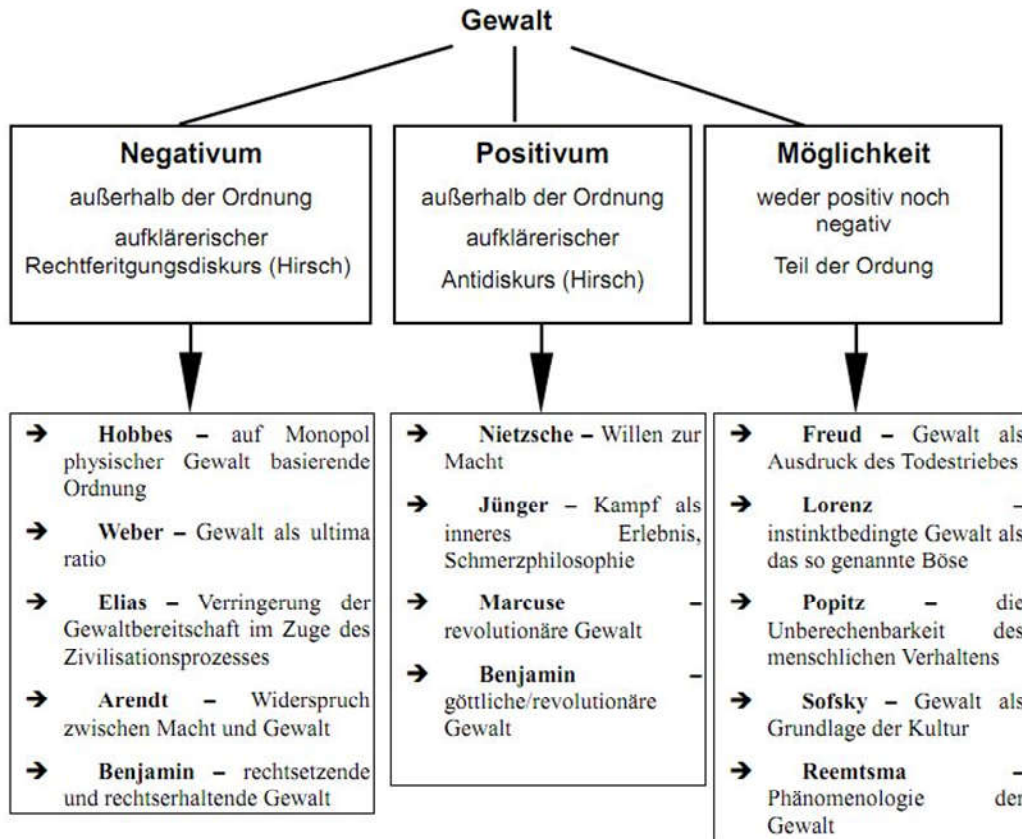 Gewalt
Negativum
außerhalb der Ordnung
aufklärerischer
Rechtferitgungsdiskurs (Hirsch)
Positivum
außerhalb der Ordnung
aufklärerischer
Antidiskurs (Hirsch)
Möglichkeit
weder positiv noch
negativ
Teil der Ordung
➔ Hobbes – auf Monopol
physischer Gewalt basierende
Ordnung
➔ Weber – Gewalt als ultima
ratio
➔ Elias – Verringerung der
Gewaltbereitschaft im Zuge des
Zivilisationsprozesses
➔ Arendt – Widerspruch
zwischen Macht und Gewalt
➔ Benjamin – rechtsetzende
und rechtserhaltende Gewalt
➔ Nietzsche – Willen zur
Macht
➔ Jünger – Kampf als
inneres Erlebnis,
Schmerzphilosophie
➔ Marcuse –
revolutionäre Gewalt
➔ Benjamin –
göttliche/revolutionäre
Gewalt
➔ Freud – Gewalt als
Ausdruck des Todestriebes
➔ Lorenz –
instinktbedingte Gewalt als
das so genannte Böse
➔ Popitz – die
Unberechenbarkeit des
menschlichen Verhaltens
➔ Sofsky – Gewalt als
Grundlage der Kultur
➔ Reemtsma –
Phänomenologie der
Gewalt